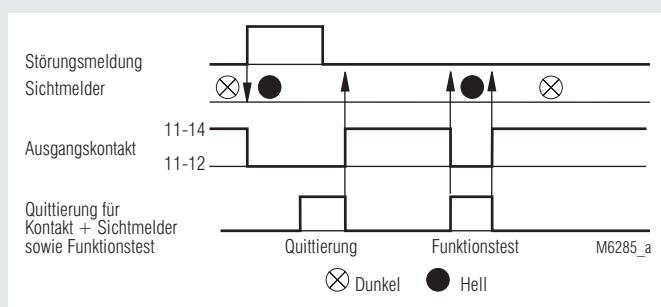 Störungsmeldung
Sichtmelder
11-14
Ausgangskontakt
11-12
Quittierung für
Kontakt + Sichtmelder
sowie Funktionstest
Quittierung
Funktionstest
M6285_a
Dunkel
Hell